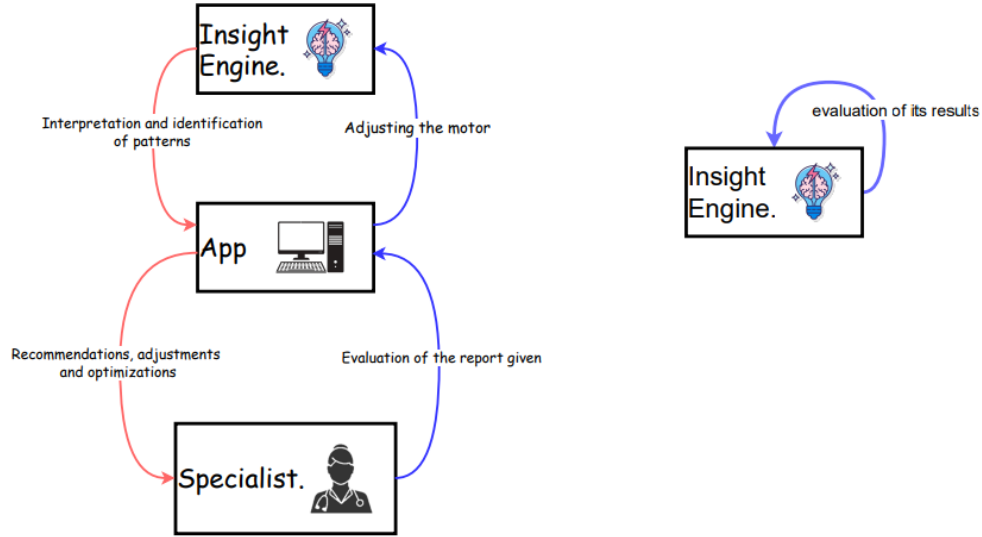 Insight
Engine.
Interpretation and identification
of patterns
Adjusting the motor
App
Recommendations, adjustments
and optimizations
Evaluation of the report given
Specialist.
evaluation of its results
Insight
Engine.